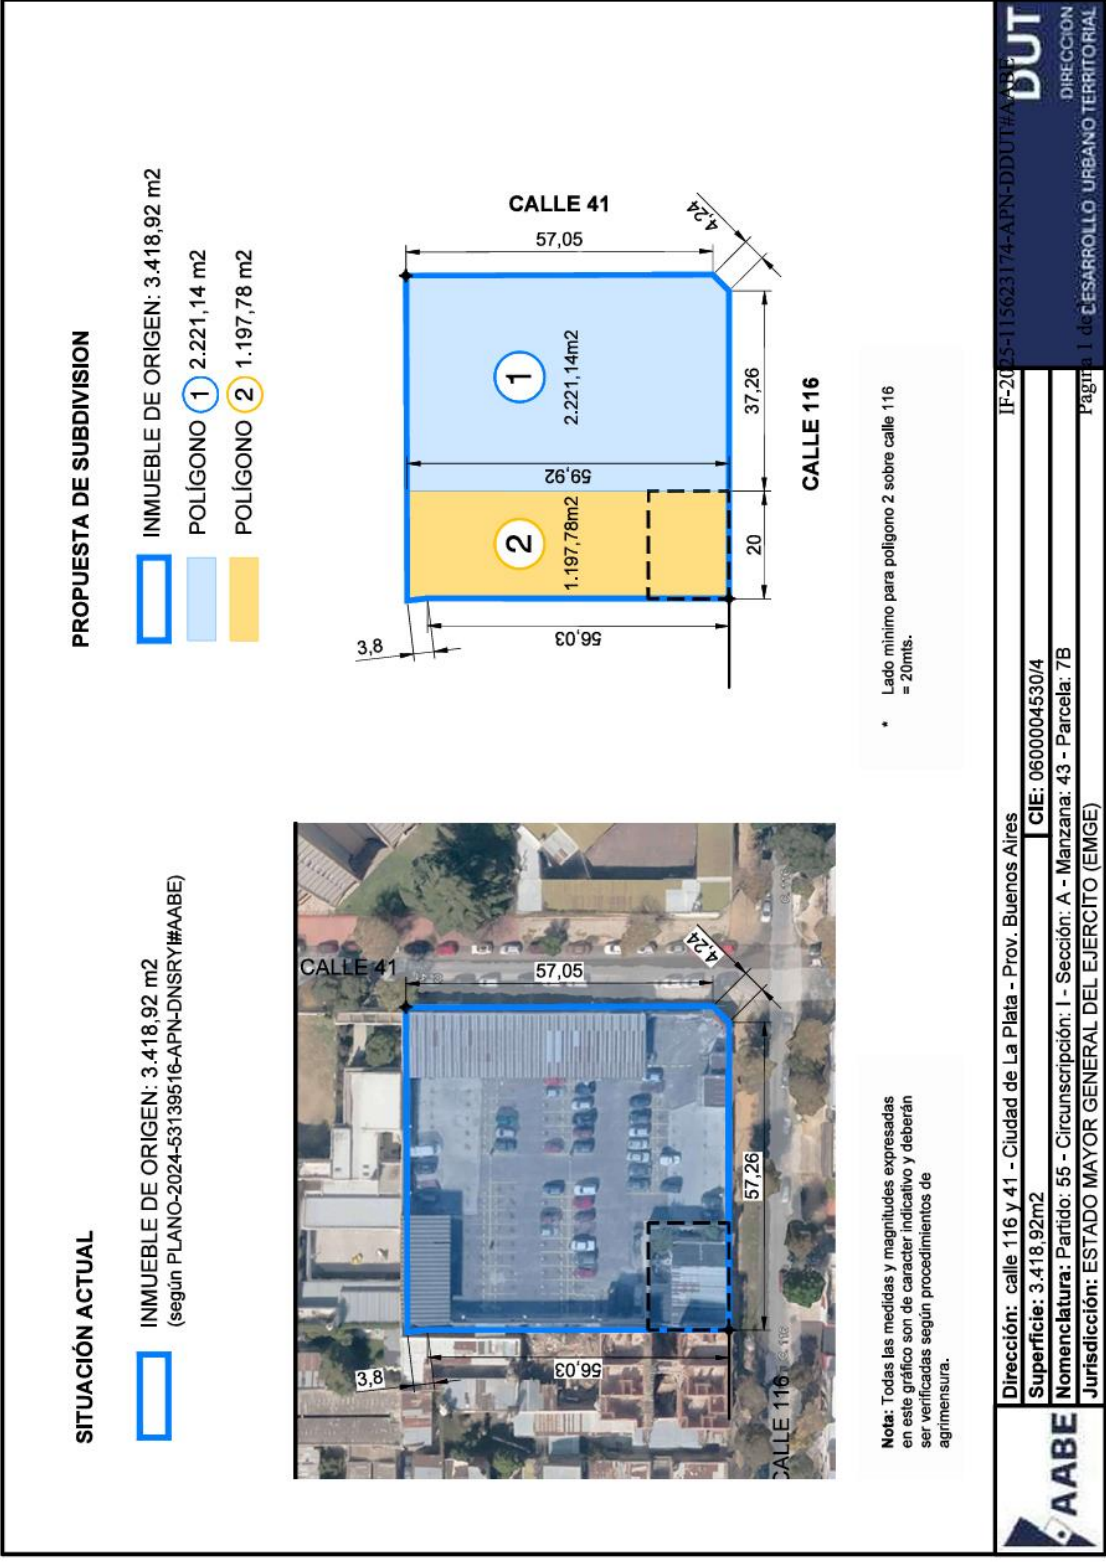 SITUACIÓN ACTUAL
INMUEBLE DE ORIGEN: 3.418,92 m2
(según PLANO-2024-53139516-APN-DNSRYI#AABE)
CALLE 41
57,05
4,24
57,26
56,03
3,8
CALLE 116
Nota: Todas las medidas y magnitudes expresadas
en este gráfico son de caracter indicativo y deberán
ser verificadas según procedimientos de
agrimensura.
PROPUESTA DE SUBDIVISION
INMUEBLE DE ORIGEN: 3.418,92 m2
POLÍGONO 1 2.221,14 m2
POLÍGONO 2 1.197,78 m2
CALLE 41
57,05
4,24
3,8
56,03
2
1.197,78m2
59,92
1
2.221,14m2
20
37,26
CALLE 116
* Lado minimo para poligono 2 sobre calle 116
= 20mts.
AABE
Dirección: calle 116 y 41 - Ciudad de La Plata - Prov. Buenos Aires
Superficie: 3.418,92m2
CIE: 0600004530/4
Nomenclatura: Partido: 55 - Circunscripción: I - Sección: A - Manzana: 43 - Parcela: 7B
Jurisdicción: ESTADO MAYOR GENERAL DEL EJERCITO (EMGE)
IF-2025-115623174-APN-DDUT#AABE
DUT
DIRECCION
DESARROLLO URBANO TERRITORIAL
Página 1 de